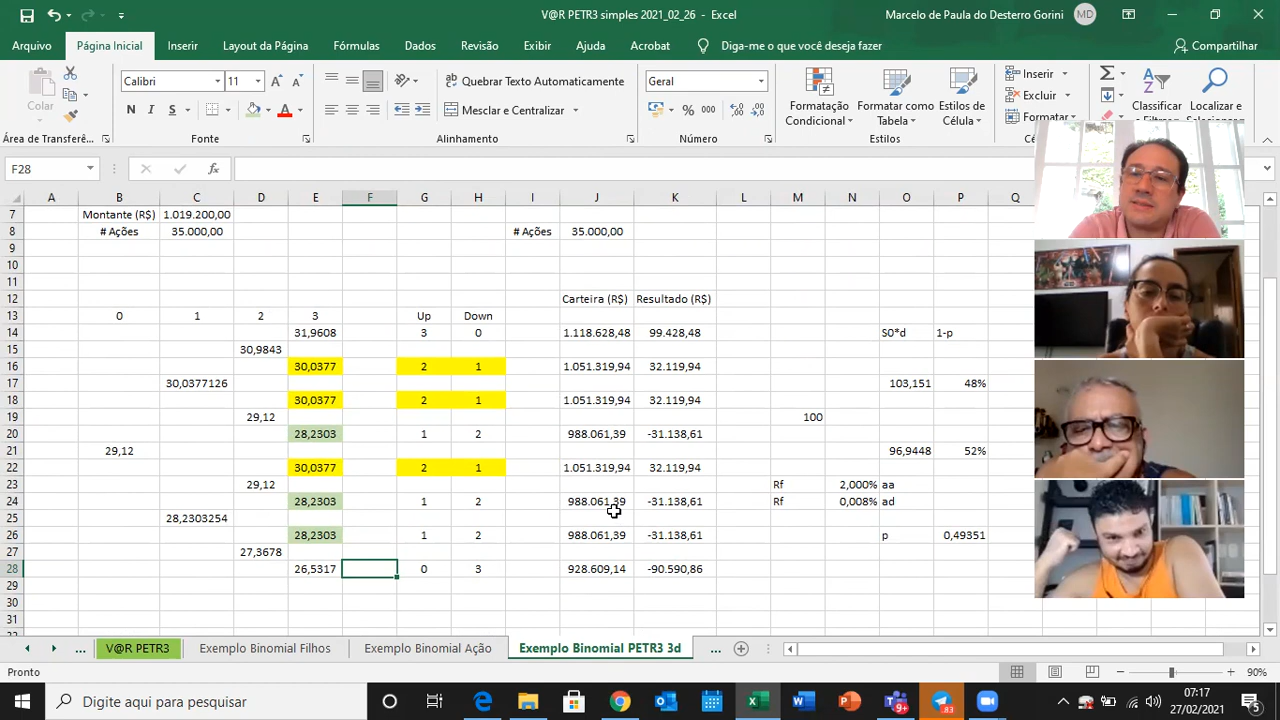 V@R PETR3 simples 2021_02_26 - Excel
Marcelo de Paula do Desterro Gorini
MD
Arquivo Página Inicial Inserir Layout da Página Fórmulas Dados Revisão Exibir Ajuda Acrobat Diga-me o que você deseja fazer Compartilhar
Colar
Calibri 11
Quebrar Texto Automaticamente
Geral
N I S
Mesclar e Centralizar
% 000
Formatação Condicional
Formatar como Tabela
Estilos de Célula
Inserir
Excluir
Formatar
Classificar
Localizar e
Selecionar
Área de Transferê...
Fonte
Alinhamento
Número
Estilos
F28
A B C D E F G H I J K L M N O P Q
7 Montante (R$) 1.019.200,00
8 # Ações 35.000,00 # Ações 35.000,00
9
10
11
12 Carteira (R$) Resultado (R$)
13 0 1 2 3 Up Down
14 31,9608 3 0 1.118.628,48 99.428,48 S0*d 1-p
15 30,9843
16 30,0377 2 1 1.051.319,94 32.119,94
17 30,0377126 103,151 48%
18 30,0377 2 1 1.051.319,94 32.119,94
19 29,12 100
20 28,2303 1 2 988.061,39 -31.138,61
21 29,12 96,9448 52%
22 30,0377 2 1 1.051.319,94 32.119,94
23 29,12 Rf 2,000% aa
24 28,2303 1 2 988.061,39 -31.138,61 Rf 0,008% ad
25 28,2303254
26 28,2303 1 2 988.061,39 -31.138,61 p 0,49351
27 27,3678
28 26,5317 0 3 928.609,14 -90.590,86
29
30
31
... V@R PETR3 Exemplo Binomial Filhos Exemplo Binomial Ação Exemplo Binomial PETR3 3d ...
Pronto
90%
Digite aqui para pesquisar
07:17
27/02/2021